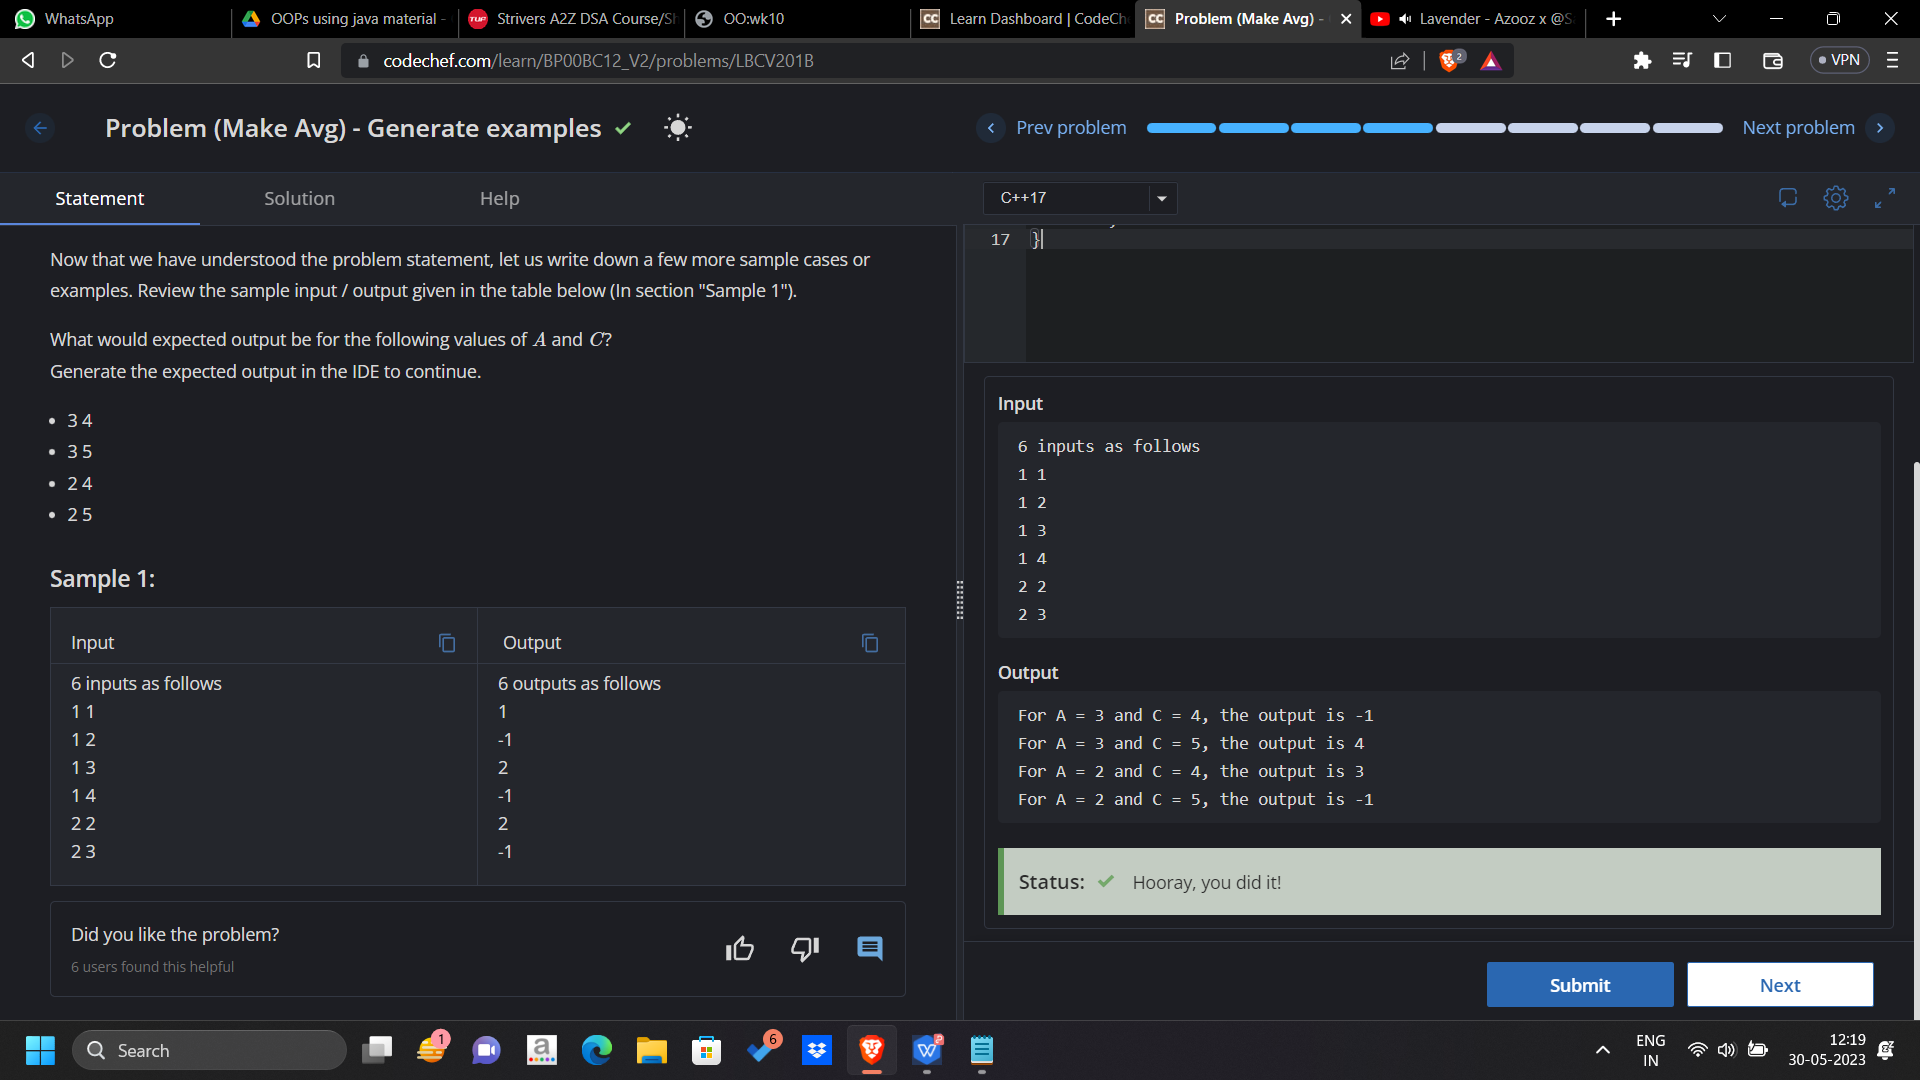 WhatsApp
OOPs using java material -
Strivers A2Z DSA Course/Sh
OO:wk10
Learn Dashboard | CodeCh
Problem (Make Avg) -
Lavender - Azooz x @S
codechef.com/learn/BP00BC12_V2/problems/LBCV201B
2
VPN
Problem (Make Avg) - Generate examples
Prev problem
Next problem
Statement
Solution
Help
C++17
Now that we have understood the problem statement, let us write down a few more sample cases or
examples. Review the sample input / output given in the table below (In section "Sample 1").
What would expected output be for the following values of A and C?
Generate the expected output in the IDE to continue.
• 3 4
• 3 5
• 2 4
• 2 5
Sample 1:
Input
Output
6 inputs as follows
1 1
1 2
1 3
1 4
2 2
2 3
6 outputs as follows
1
-1
2
-1
2
-1
Did you like the problem?
6 users found this helpful
17 }
Input
6 inputs as follows
1 1
1 2
1 3
1 4
2 2
2 3
Output
For A = 3 and C = 4, the output is -1
For A = 3 and C = 5, the output is 4
For A = 2 and C = 4, the output is 3
For A = 2 and C = 5, the output is -1
Status: Hooray, you did it!
Submit
Next
Search
1
6
ENG
IN
12:19
30-05-2023